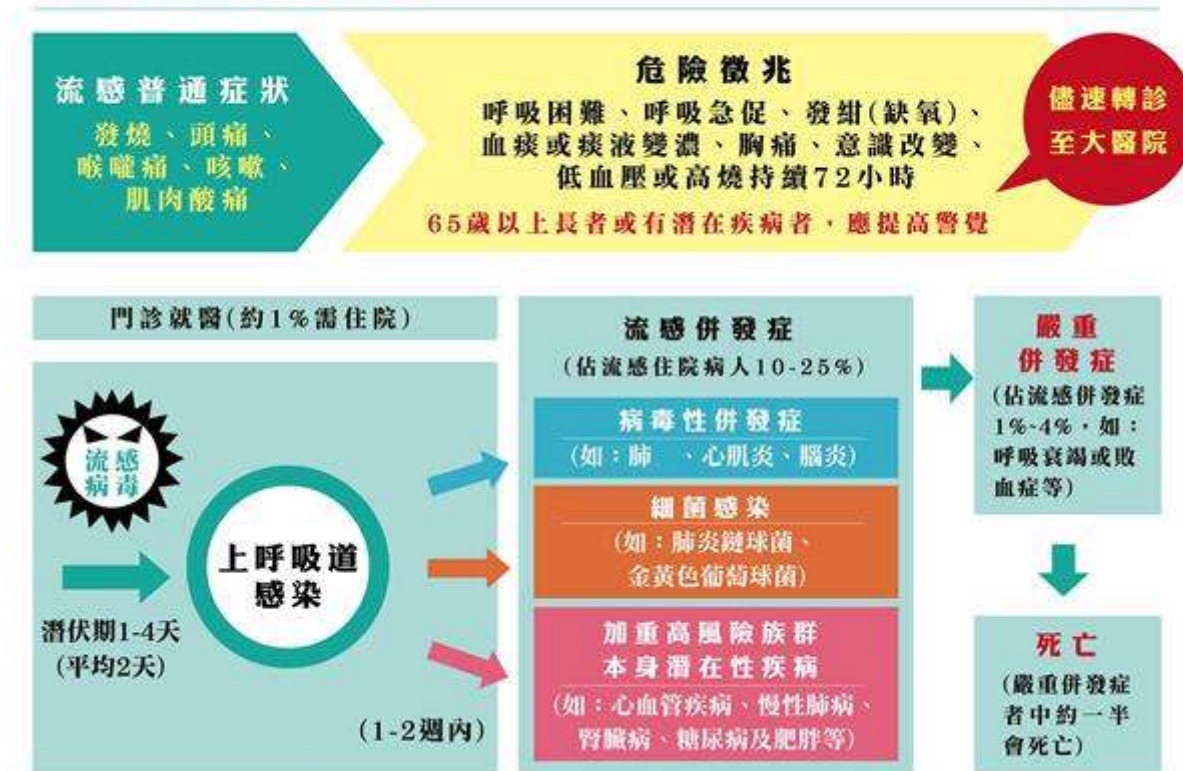 流感普通症狀
發燒、頭痛、
喉嚨痛、咳嗽、
肌肉酸痛
危險徵兆
呼吸困難、呼吸急促、發紺(缺氧)、
血痰或痰液變濃、胸痛、意識改變、
低血壓或高燒持續72小時
65歲以上長者或有潛在疾病者，應提高警覺
儘速轉診
至大醫院
門診就醫(約1%需住院)
流感
病毒
上呼吸道
感染
潛伏期1-4天
(平均2天)
(1-2週內)
流感併發症
(佔流感住院病人10-25%)
病毒性併發症
(如：肺 、心肌炎、腦炎)
細菌感染
(如：肺炎鏈球菌、
金黃色葡萄球菌)
加重高風險族群
本身潛在性疾病
(如：心血管疾病、慢性肺病、
腎臟病、糖尿病及肥胖等)
嚴重
併發症
(佔流感併發症
1%-4%，如：
呼吸衰竭或敗
血症等)
死亡
(嚴重併發症
者中約一半
會死亡)